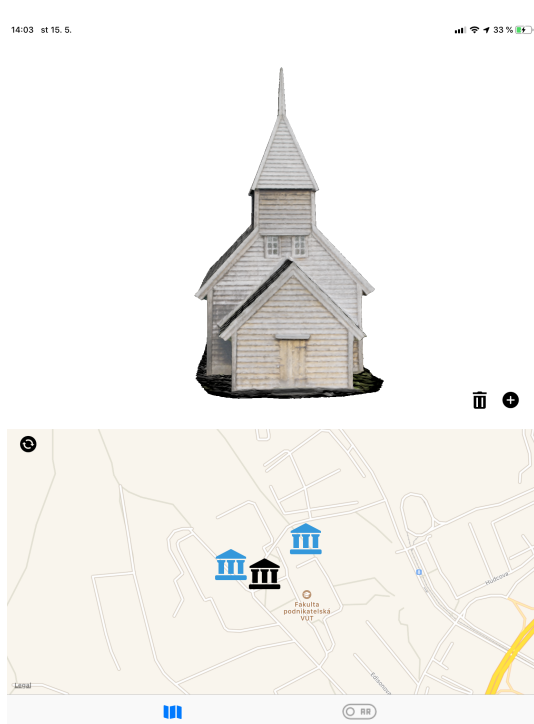 14:03 st 15. 5.
33 %
Hudcova
Fakulta
podnikatelská
VUT
Legal
AR